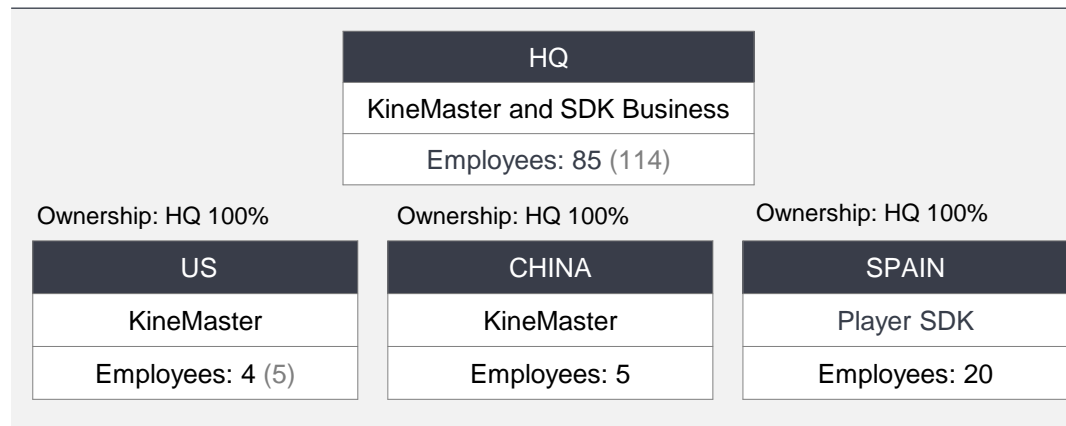 HQ
KineMaster and SDK Business
Employees: 85 (114)
Ownership: HQ 100%
US
KineMaster
Employees: 4 (5)
Ownership: HQ 100%
CHINA
KineMaster
Employees: 5
Ownership: HQ 100%
SPAIN
Player SDK
Employees: 20